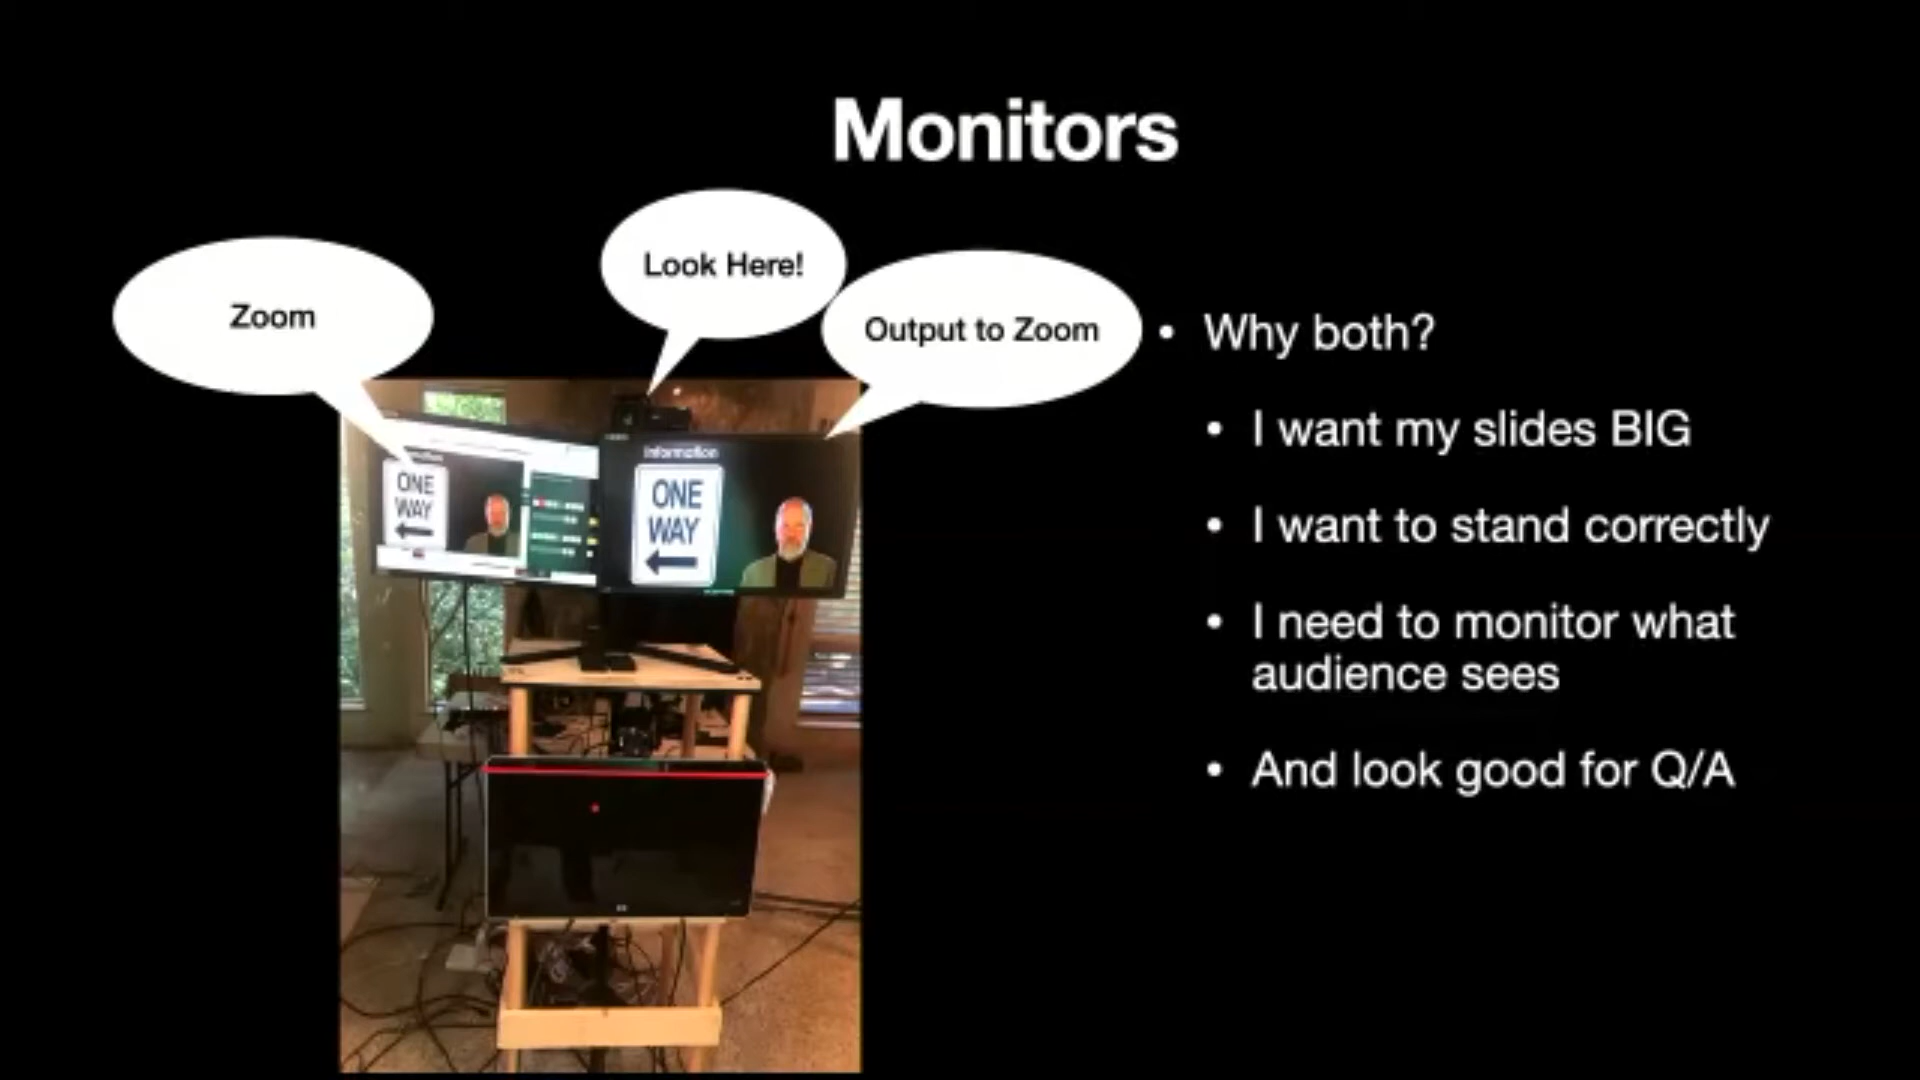 Monitors
Look Here!
Zoom
Output to Zoom
• Why both?
• I want my slides BIG
• I want to stand correctly
• I need to monitor what
audience sees
• And look good for Q/A
Information
ONE
WAY
ONE
WAY